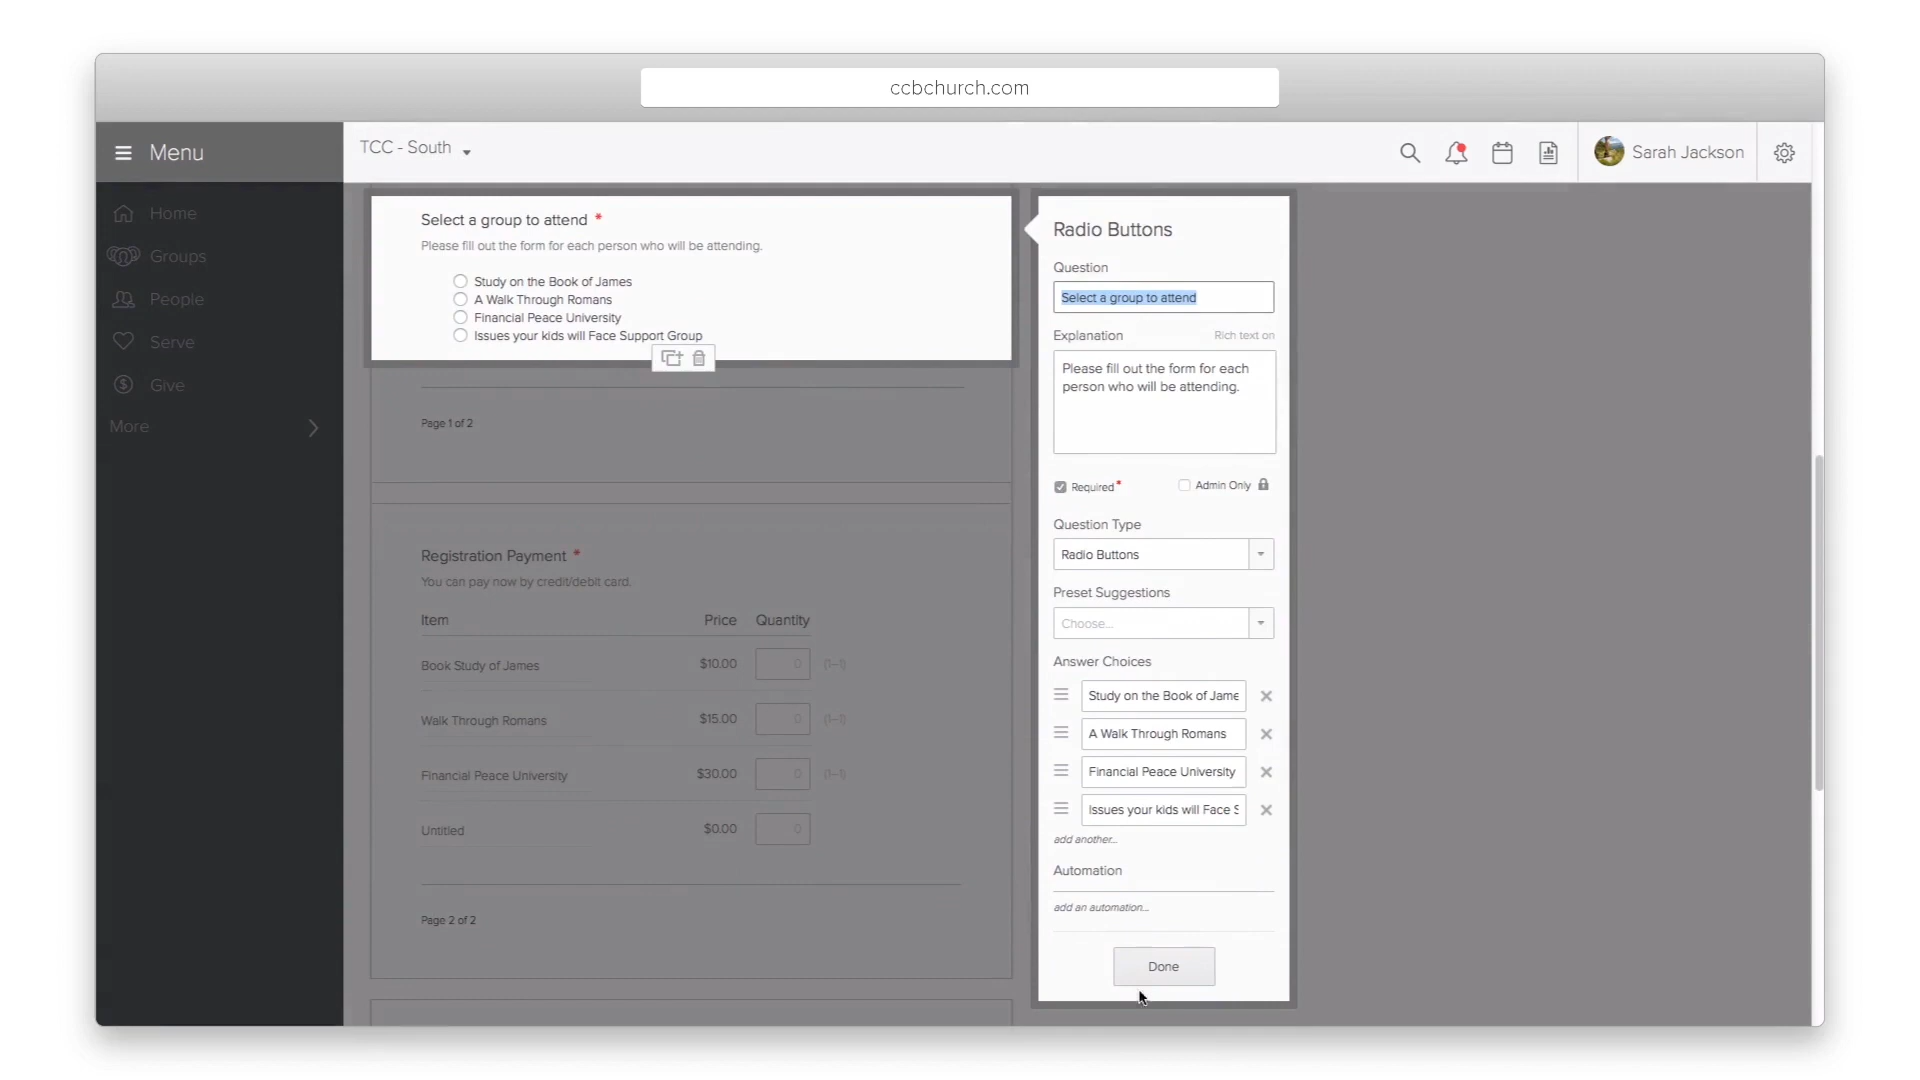 ccbchurch.com
Menu
TCC - South
Sarah Jackson
Home
Groups
People
Serve
Give
More
Select a group to attend *
Please fill out the form for each person who will be attending.
Study on the Book of James
A Walk Through Romans
Financial Peace University
Issues your kids will Face Support Group
Page 1 of 2
Registration Payment *
You can pay now by credit/debit card.
Item Price Quantity
Book Study of James $10.00 0 (1–1)
Walk Through Romans $15.00 0 (1–1)
Financial Peace University $30.00 0 (1–1)
Untitled $0.00 0
Page 2 of 2
Radio Buttons
Question
Select a group to attend
Explanation Rich text on
Please fill out the form for each
person who will be attending.
Required * Admin Only
Question Type
Radio Buttons
Preset Suggestions
Choose...
Answer Choices
Study on the Book of Jame
A Walk Through Romans
Financial Peace University
Issues your kids will Face S
add another...
Automation
add an automation...
Done